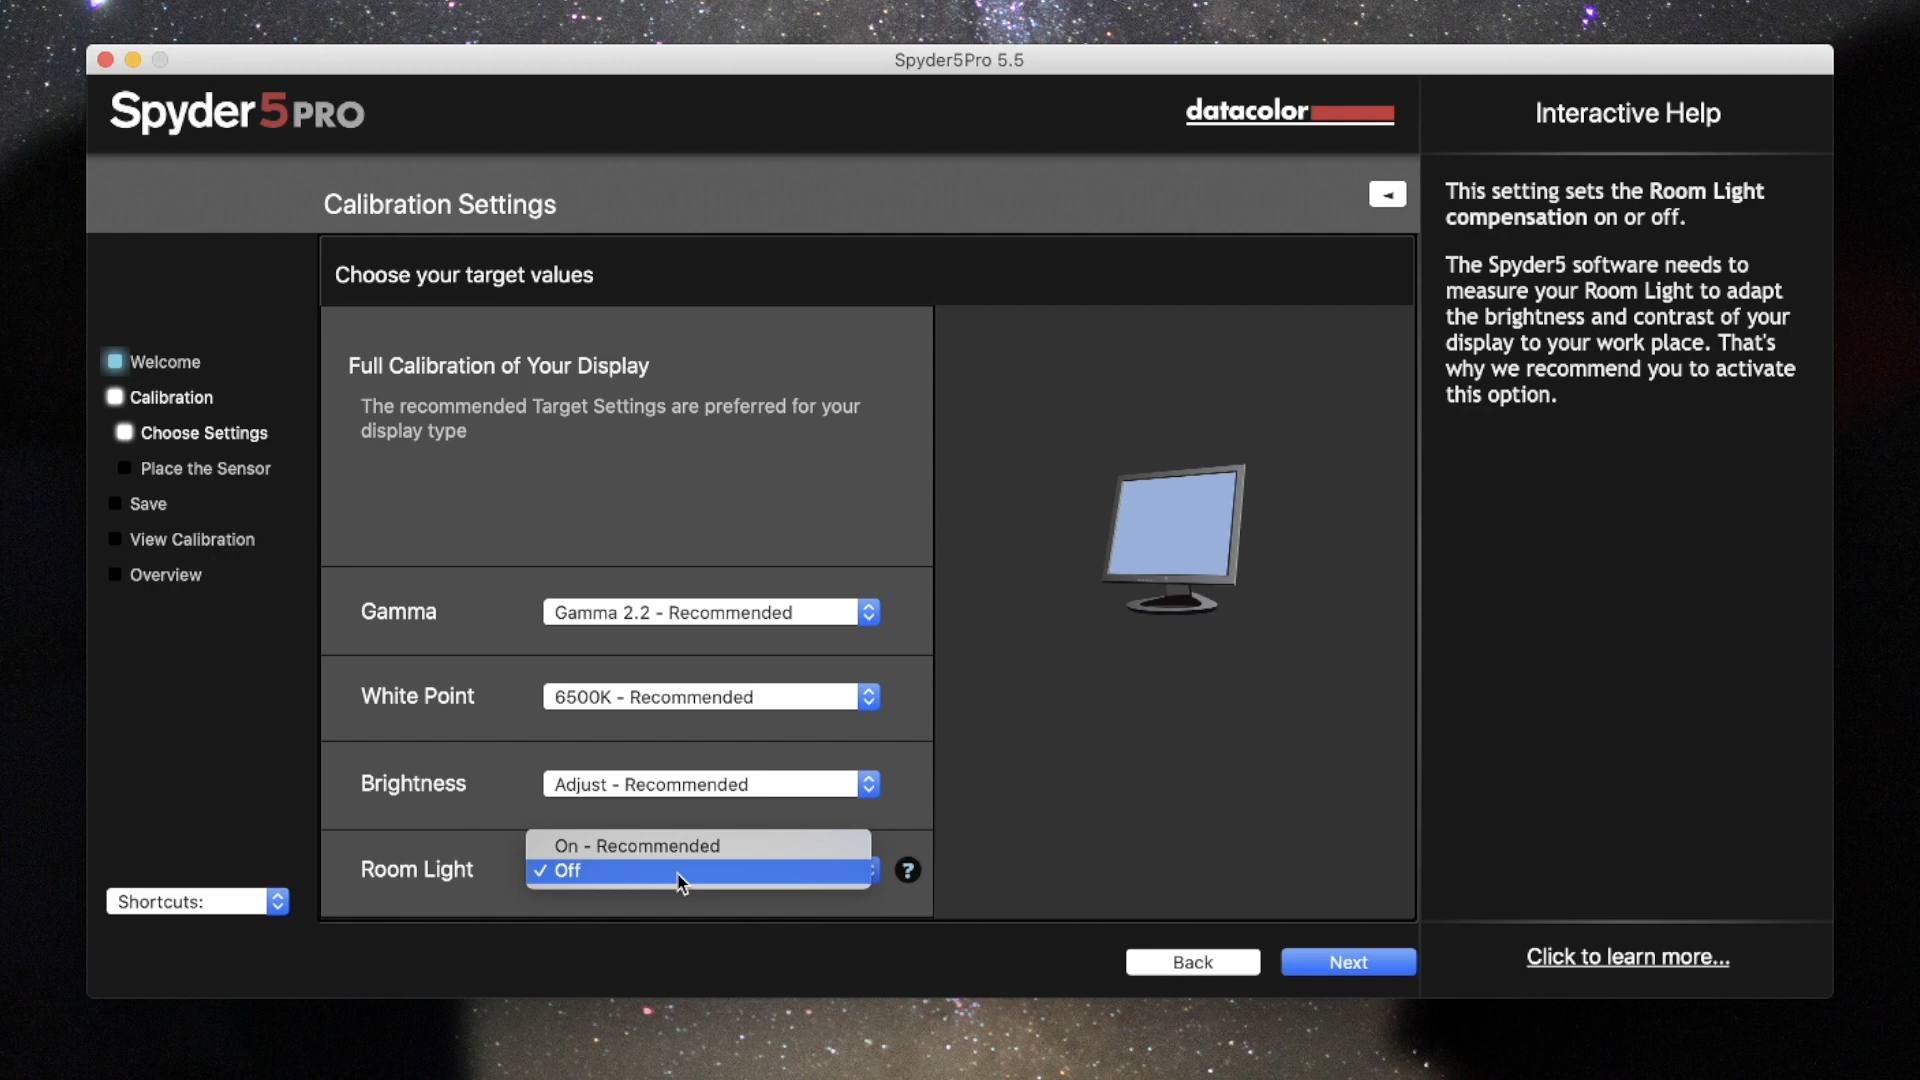 Spyder5Pro 5.5
Spyder5PRO
datacolor
Interactive Help
Calibration Settings
◄
This setting sets the Room Light
compensation on or off.
The Spyder5 software needs to
measure your Room Light to adapt
the brightness and contrast of your
display to your work place. That's
why we recommend you to activate
this option.
Choose your target values
Welcome
Calibration
Choose Settings
Place the Sensor
Save
View Calibration
Overview
Full Calibration of Your Display
The recommended Target Settings are preferred for your
display type
Gamma
Gamma 2.2 - Recommended
White Point
6500K - Recommended
Brightness
Adjust - Recommended
Room Light
On - Recommended
✓ Off
?
Shortcuts:
Back
Next
Click to learn more...